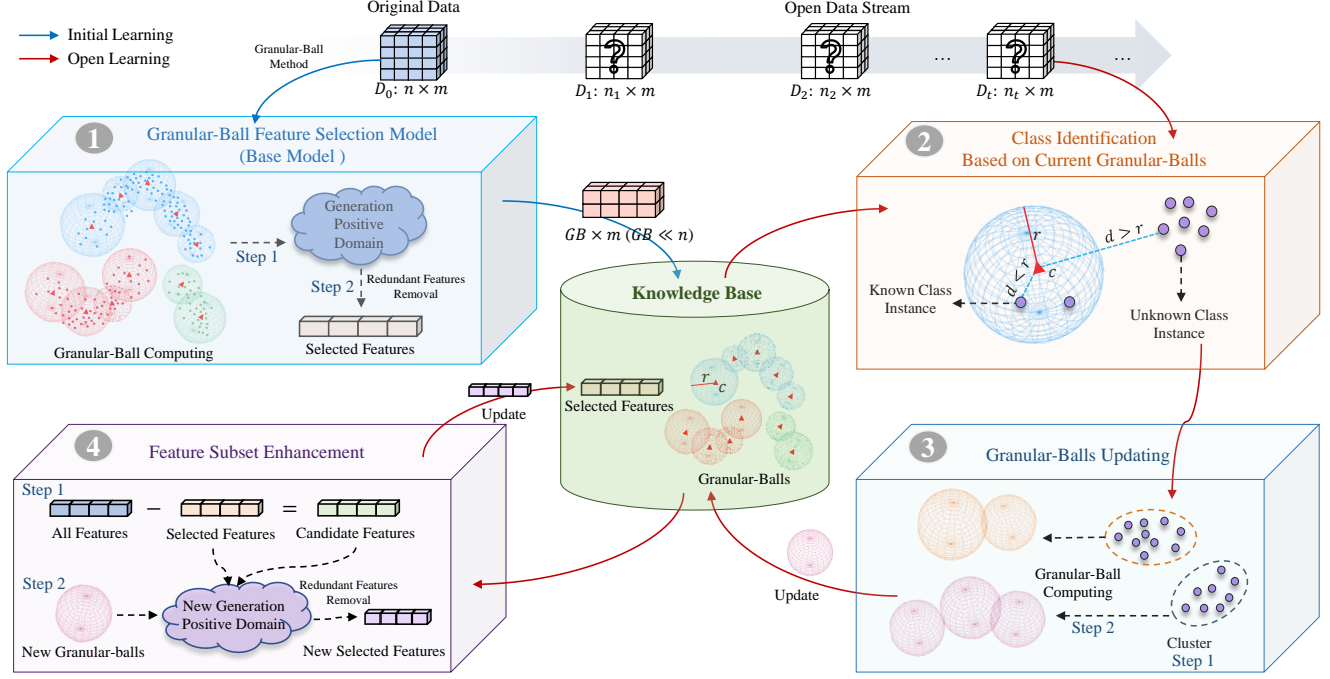 Initial Learning
Open Learning
Original Data
Open Data Stream
Granular-Ball
Method
?
?
?
...
...
D₀: n × m
D₁: n₁ × m
D₂: n₂ × m
Dₜ: nₜ × m
1
Granular-Ball Feature Selection Model
(Base Model )
Generation
Positive
Domain
Step 1
Step 2
Redundant Features
Removal
Granular-Ball Computing
Selected Features
GB × m (GB ≪ n)
2
Class Identification
Based on Current Granular-Balls
r
d > r
d < r
c
Known Class
Instance
Unknown Class
Instance
Knowledge Base
r
c
Selected Features
Granular-Balls
Update
4
Feature Subset Enhancement
Step 1
−
=
All Features
Selected Features
Candidate Features
Step 2
New Generation
Positive Domain
Redundant Features
Removal
New Granular-balls
New Selected Features
Update
3
Granular-Balls Updating
Granular-Ball
Computing
Step 2
Cluster
Step 1